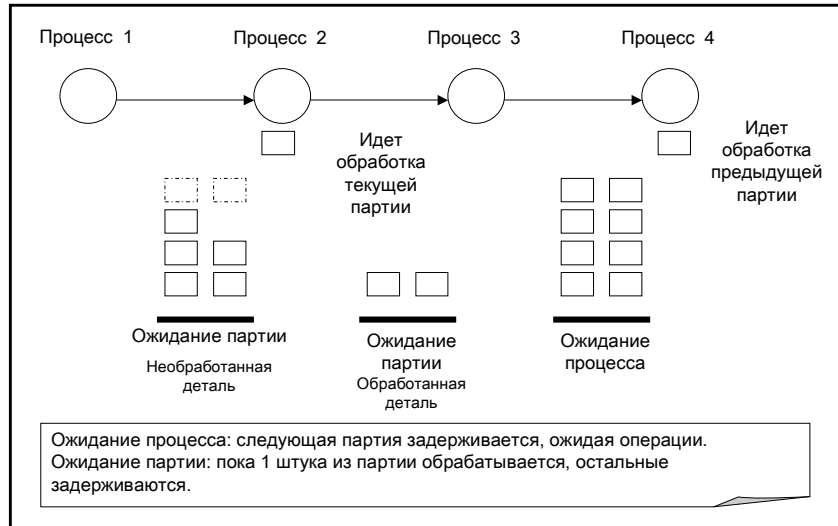 Процесс 1
Процесс 2
Процесс 3
Процесс 4
Идет
обработка
текущей
партии
Идет
обработка
предыдущей
партии
Ожидание партии
Необработанная
деталь
Ожидание
партии
Обработанная
деталь
Ожидание
процесса
Ожидание процесса: следующая партия задерживается, ожидая операции.
Ожидание партии: пока 1 штука из партии обрабатывается, остальные
задерживаются.